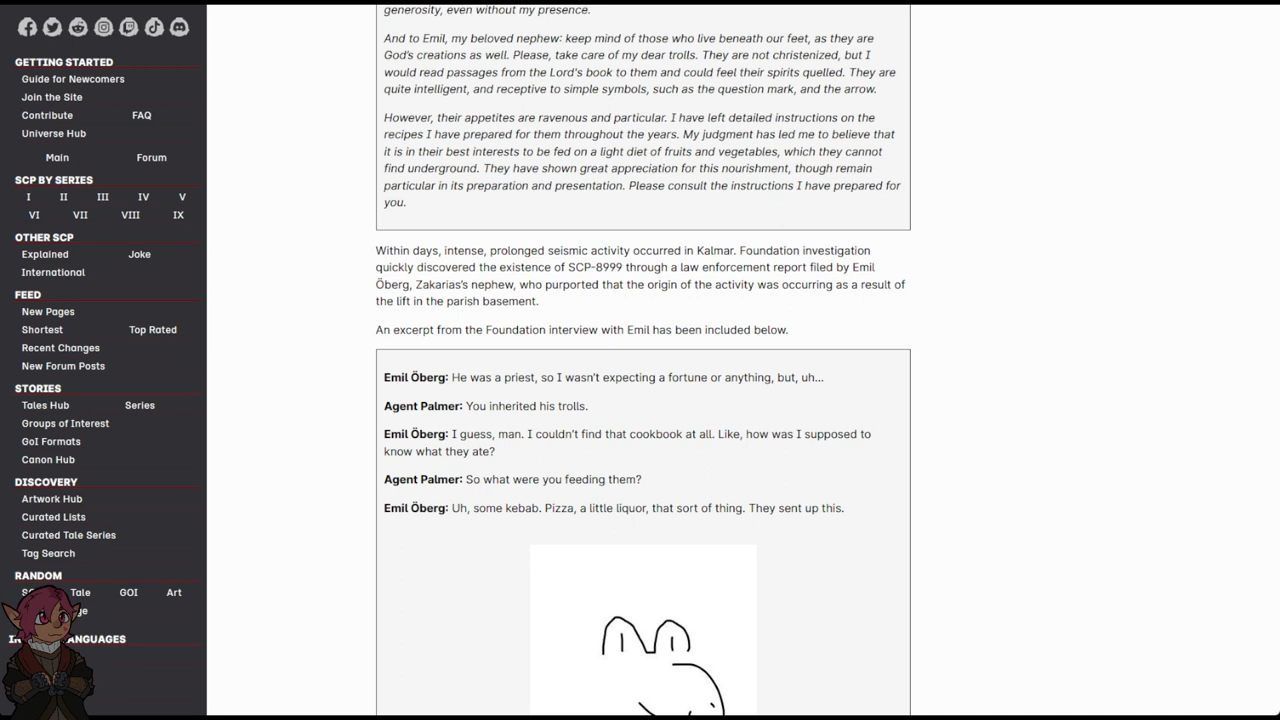 GETTING STARTED
Guide for Newcomers
Join the Site
Contribute FAQ
Universe Hub
Main Forum
SCP BY SERIES
I II III IV V
VI VII VIII IX
OTHER SCP
Explained Joke
International
FEED
New Pages
Shortest Top Rated
Recent Changes
New Forum Posts
STORIES
Tales Hub Series
Groups of Interest
GoI Formats
Canon Hub
DISCOVERY
Artwork Hub
Curated Lists
Curated Tale Series
Tag Search
RANDOM
Tale GOI Art
generosity, even without my presence.
And to Emil, my beloved nephew: keep mind of those who live beneath our feet, as they are
God's creations as well. Please, take care of my dear trolls. They are not christenized, but I
would read passages from the Lord's book to them and could feel their spirits quelled. They are
quite intelligent, and receptive to simple symbols, such as the question mark, and the arrow.
However, their appetites are ravenous and particular. I have left detailed instructions on the
recipes I have prepared for them throughout the years. My judgment has led me to believe that
it is in their best interests to be fed on a light diet of fruits and vegetables, which they cannot
find underground. They have shown great appreciation for this nourishment, though remain
particular in its preparation and presentation. Please consult the instructions I have prepared for
you.
Within days, intense, prolonged seismic activity occurred in Kalmar. Foundation investigation
quickly discovered the existence of SCP-8999 through a law enforcement report filed by Emil
Öberg, Zakarias's nephew, who purported that the origin of the activity was occurring as a result of
the lift in the parish basement.
An excerpt from the Foundation interview with Emil has been included below.
Emil Öberg: He was a priest, so I wasn't expecting a fortune or anything, but, uh...
Agent Palmer: You inherited his trolls.
Emil Öberg: I guess, man. I couldn't find that cookbook at all. Like, how was I supposed to
know what they ate?
Agent Palmer: So what were you feeding them?
Emil Öberg: Uh, some kebab. Pizza, a little liquor, that sort of thing. They sent up this.